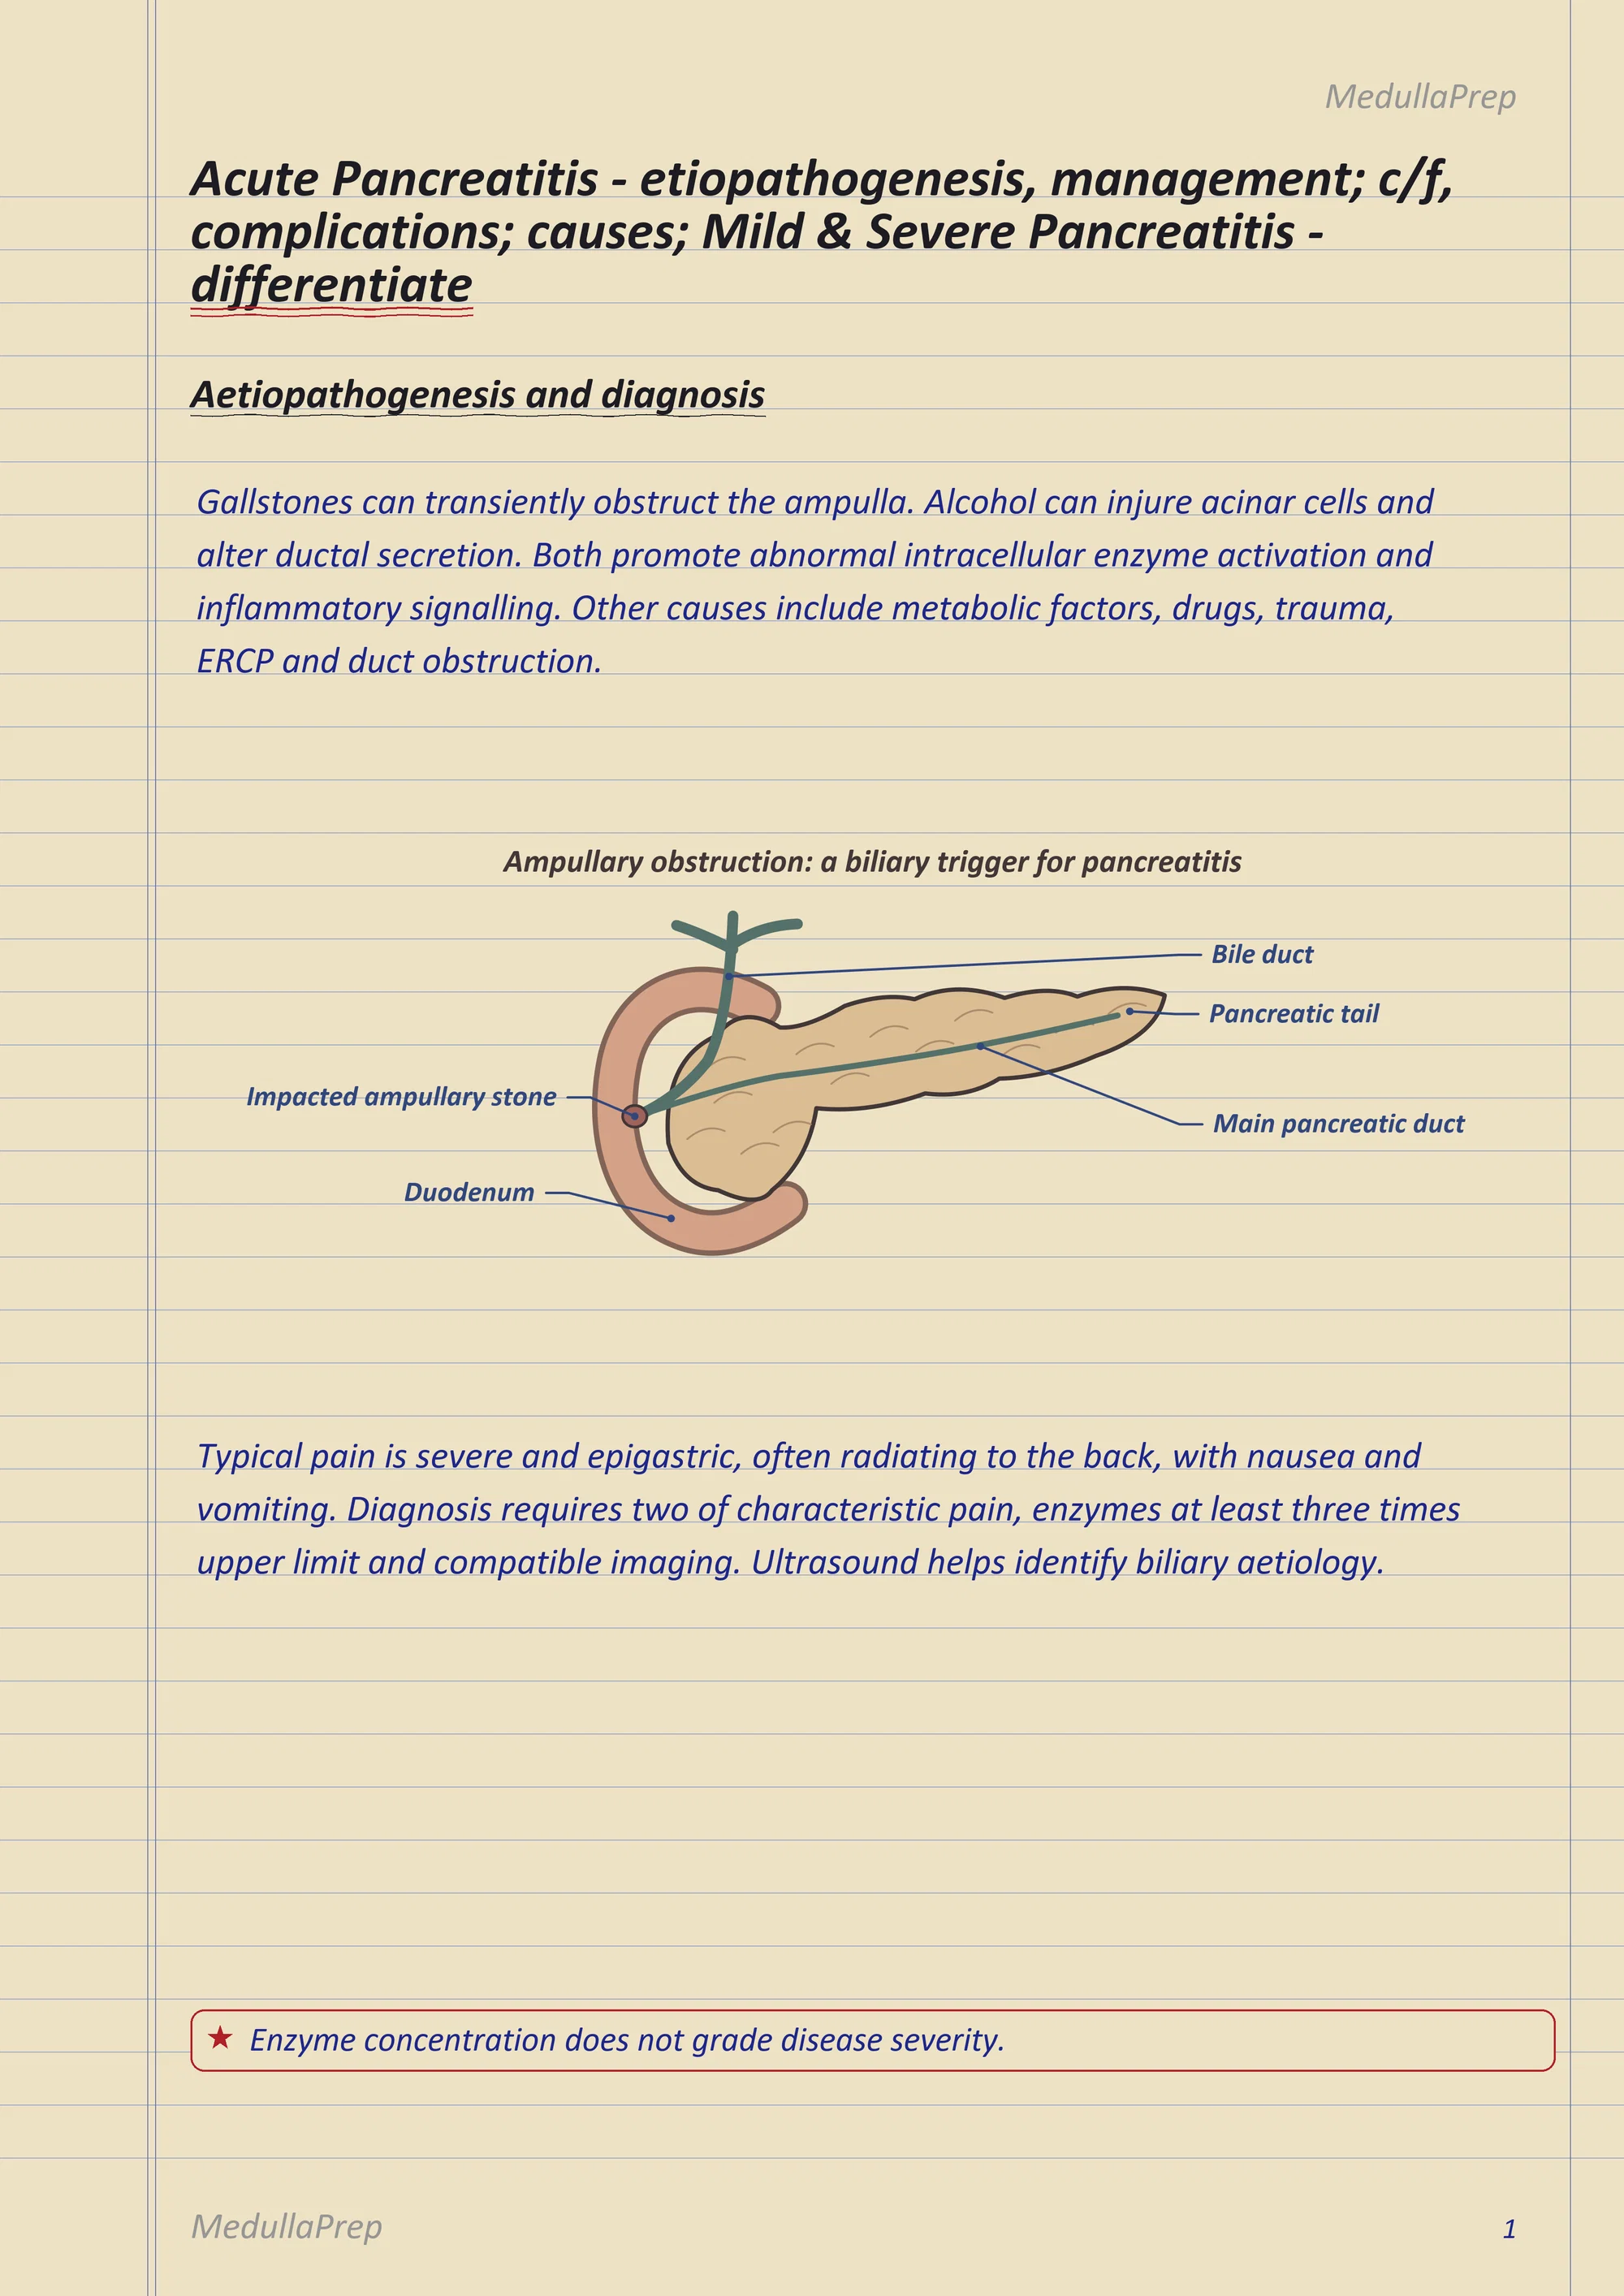 MedullaPrep
Acute Pancreatitis - etiopathogenesis, management; c/f,
complications; causes; Mild & Severe Pancreatitis -
differentiate
Aetiopathogenesis and diagnosis
Gallstones can transiently obstruct the ampulla. Alcohol can injure acinar cells and
alter ductal secretion. Both promote abnormal intracellular enzyme activation and
inflammatory signalling. Other causes include metabolic factors, drugs, trauma,
ERCP and duct obstruction.
Ampullary obstruction: a biliary trigger for pancreatitis
Bile duct
Pancreatic tail
Impacted ampullary stone
Main pancreatic duct
Duodenum
Typical pain is severe and epigastric, often radiating to the back, with nausea and
vomiting. Diagnosis requires two of characteristic pain, enzymes at least three times
upper limit and compatible imaging. Ultrasound helps identify biliary aetiology.
★ Enzyme concentration does not grade disease severity.
MedullaPrep
1